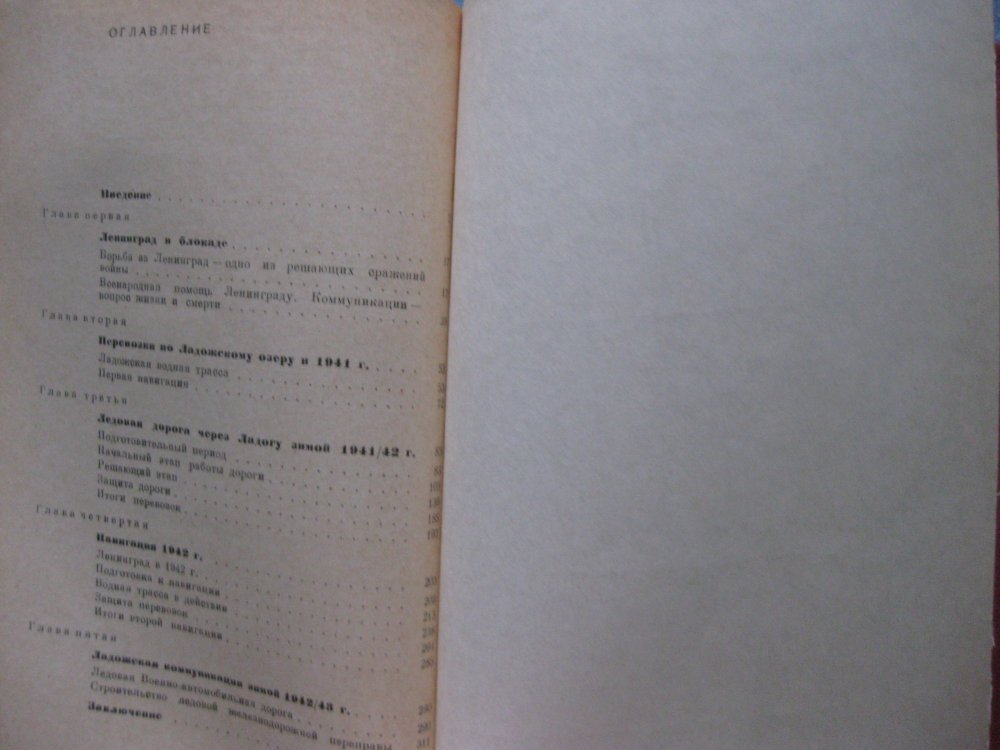 ОГЛАВЛЕНИЕ
Введение
Глава первая
Ленинград в блокаде
Борьба за Ленинград — одно из решающих сражений
войны
Всенародная помощь Ленинграду. Коммуникации —
вопрос жизни и смерти
Глава вторая
Перевозки по Ладожскому озеру в 1941 г.
Ладожская водная трасса
Первая навигация
Глава третья
Ледовая дорога через Ладогу зимой 1941/42 г.
Подготовительный период
Начальный этап работы дороги
Решающий этап
Защита дороги
Итоги перевозок
Глава четвертая
Навигация 1942 г.
Ленинград в 1942 г.
Подготовка к навигации
Водная трасса в действии
Защита перевозок
Итоги второй навигации
Глава пятая
Ладожская коммуникация зимой 1942/43 г.
Ледовая Военно-автомобильная дорога
Строительство ледовой железнодорожной переправы
Заключение